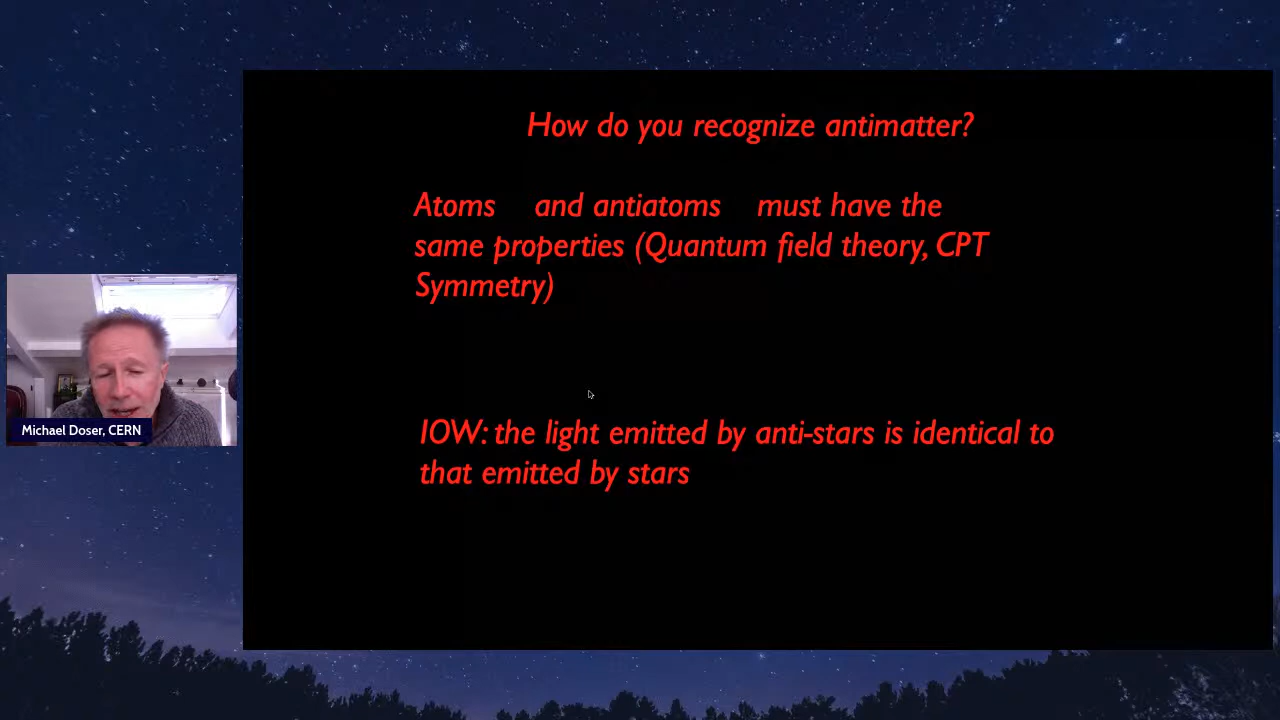 How do you recognize antimatter?
Atoms and antiatoms must have the
same properties (Quantum field theory, CPT
Symmetry)
IOW: the light emitted by anti-stars is identical to
that emitted by stars
Michael Doser, CERN